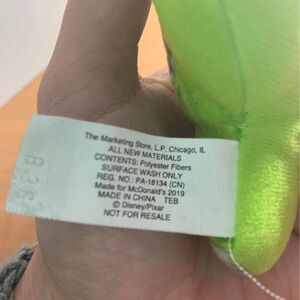 The Marketing Store, L.P. Chicago, IL
ALL NEW MATERIALS
CONTENTS: Polyester Fibers
SURFACE WASH ONLY
REG. NO.: PA-18134 (CN)
Made for McDonald's 2019
MADE IN CHINA TEB
© Disney/Pixar
NOT FOR RESALE